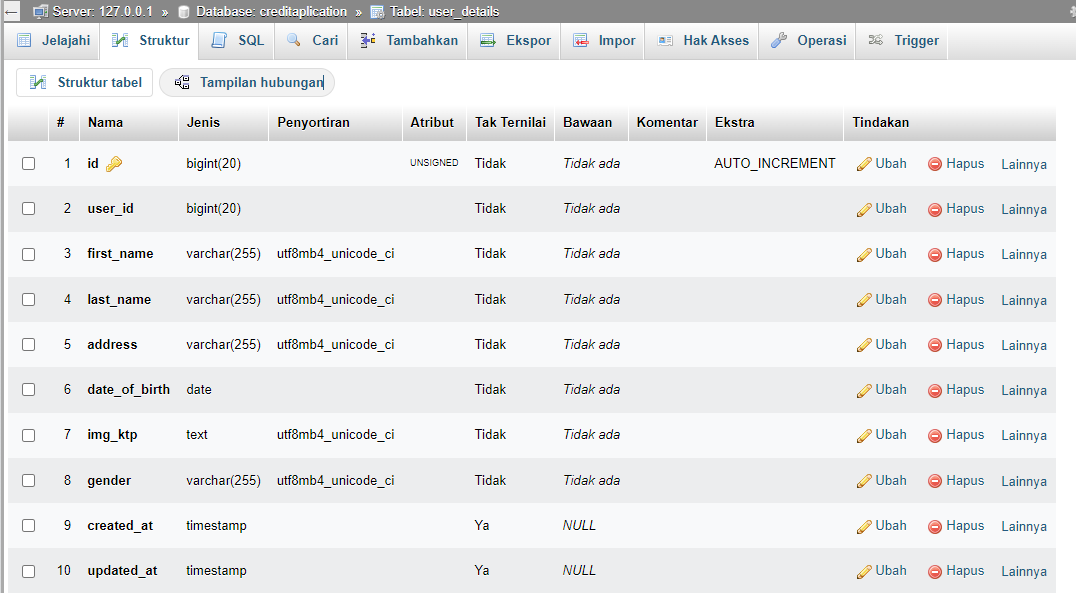 Server: 127.0.0.1 » Database: creditaplication » Tabel: user_details
Jelajahi Struktur SQL Cari Tambahkan Ekspor Impor Hak Akses Operasi Trigger
Struktur tabel Tampilan hubungan
# Nama Jenis Penyortiran Atribut Tak Ternilai Bawaan Komentar Ekstra Tindakan
1 id bigint(20) UNSIGNED Tidak Tidak ada AUTO_INCREMENT Ubah Hapus Lainnya
2 user_id bigint(20) Tidak Tidak ada Ubah Hapus Lainnya
3 first_name varchar(255) utf8mb4_unicode_ci Tidak Tidak ada Ubah Hapus Lainnya
4 last_name varchar(255) utf8mb4_unicode_ci Tidak Tidak ada Ubah Hapus Lainnya
5 address varchar(255) utf8mb4_unicode_ci Tidak Tidak ada Ubah Hapus Lainnya
6 date_of_birth date Tidak Tidak ada Ubah Hapus Lainnya
7 img_ktp text utf8mb4_unicode_ci Tidak Tidak ada Ubah Hapus Lainnya
8 gender varchar(255) utf8mb4_unicode_ci Tidak Tidak ada Ubah Hapus Lainnya
9 created_at timestamp Ya NULL Ubah Hapus Lainnya
10 updated_at timestamp Ya NULL Ubah Hapus Lainnya